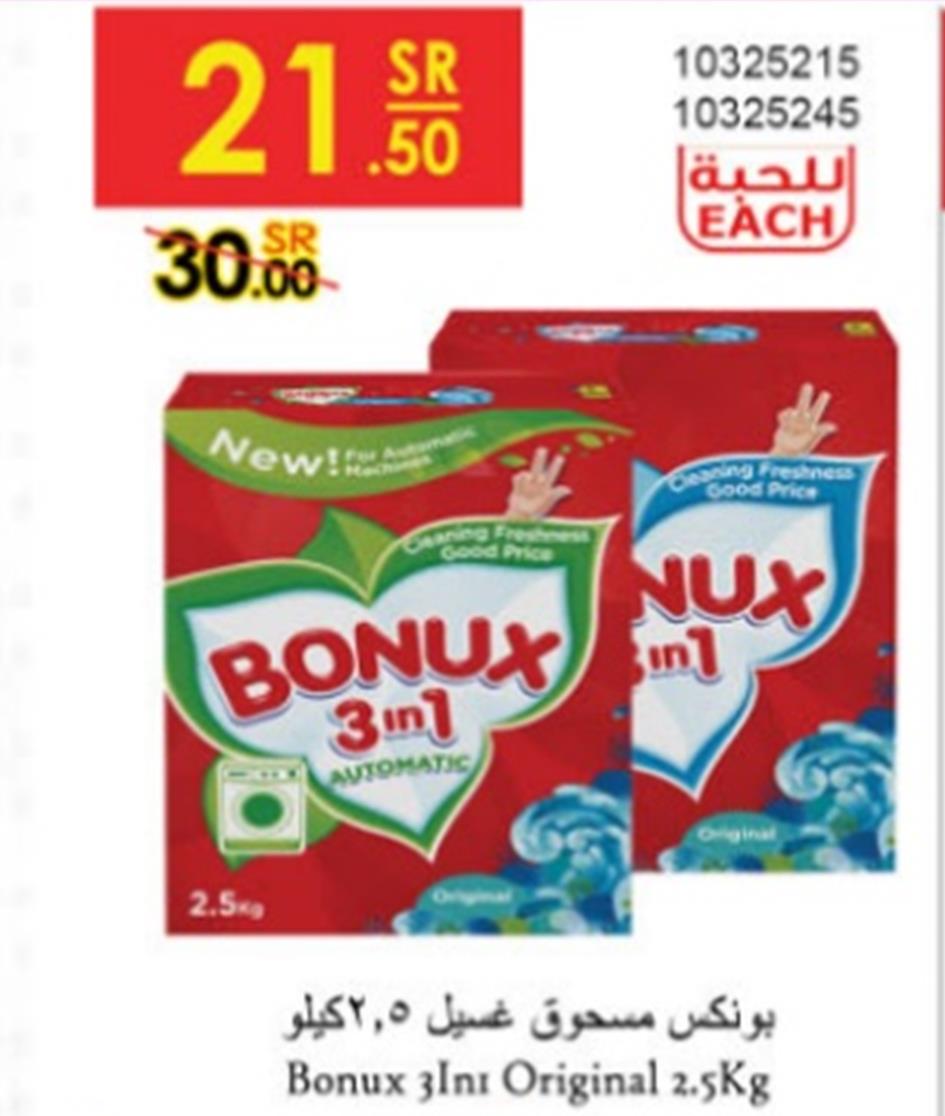 21 SR .50
30.00 SR
10325215
10325245
للحبة
EACH
New! For Automatic
Machines
Cleaning Freshness
Good Price
BONUX
3in1
AUTOMATIC
2.5Kg
Original
Cleaning Freshness
Good Price
NUX
in1
Original
بونكس مسحوق غسيل ٢,٥كيلو
Bonux 3In1 Original 2.5Kg